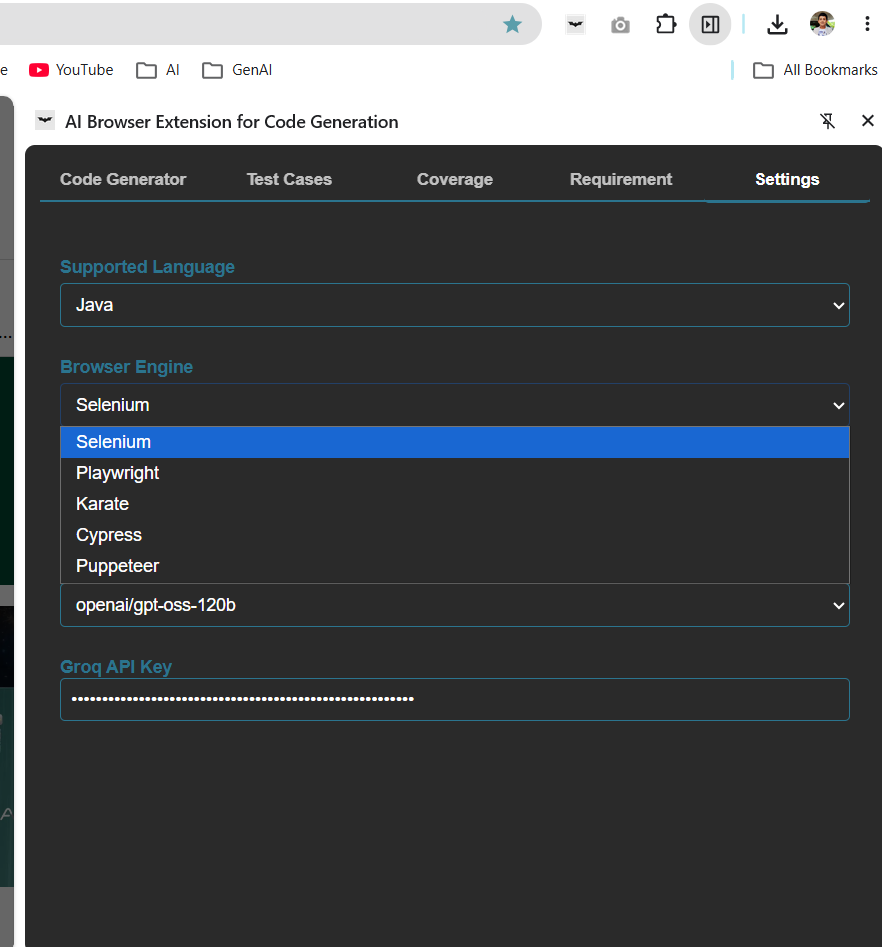 e YouTube AI GenAI All Bookmarks
AI Browser Extension for Code Generation
Code Generator Test Cases Coverage Requirement Settings
Supported Language
Java
Browser Engine
Selenium
Selenium
Playwright
Karate
Cypress
Puppeteer
openai/gpt-oss-120b
Groq API Key
••••••••••••••••••••••••••••••••••••••••••••••••••••••••
...
A